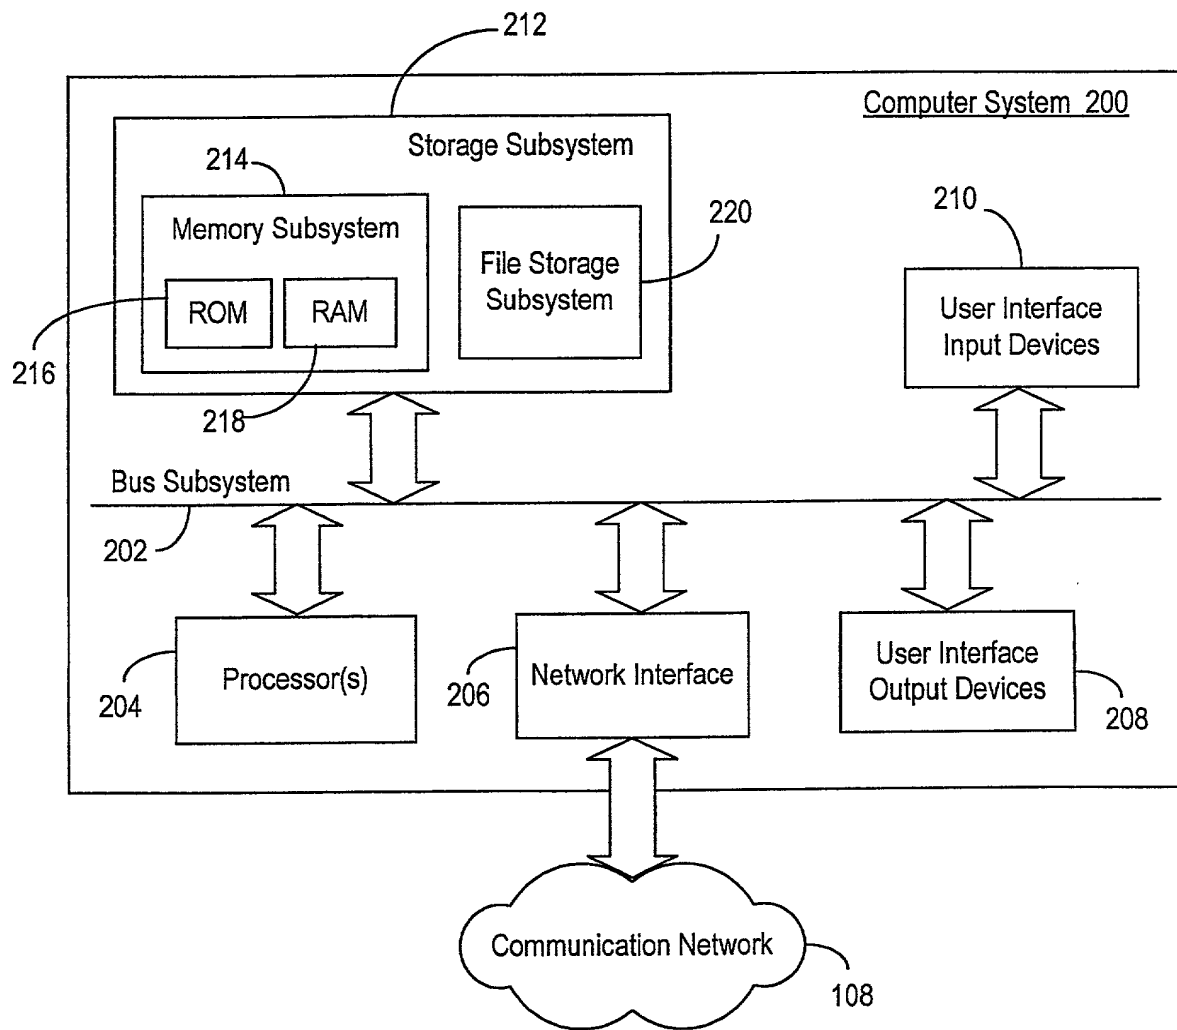 212
Computer System 200
Storage Subsystem
214
Memory Subsystem
ROM
RAM
216
218
File Storage
Subsystem
220
210
User Interface
Input Devices
Bus Subsystem
202
Processor(s)
204
Network Interface
206
User Interface
Output Devices
208
Communication Network
108